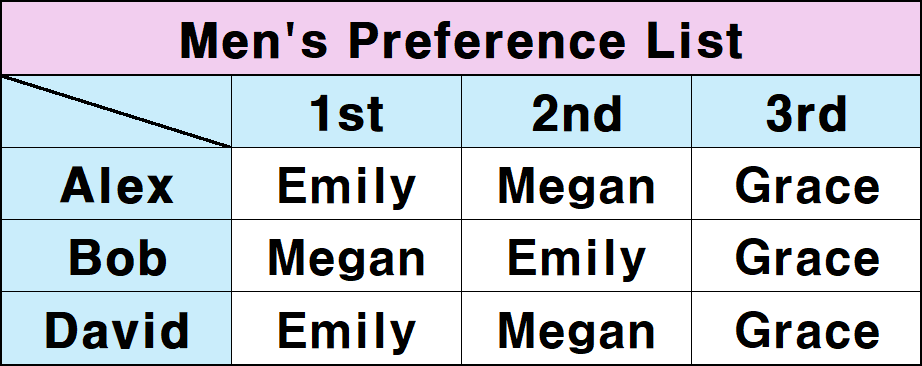 Men's Preference List
1st 2nd 3rd
Alex Emily Megan Grace
Bob Megan Emily Grace
David Emily Megan Grace